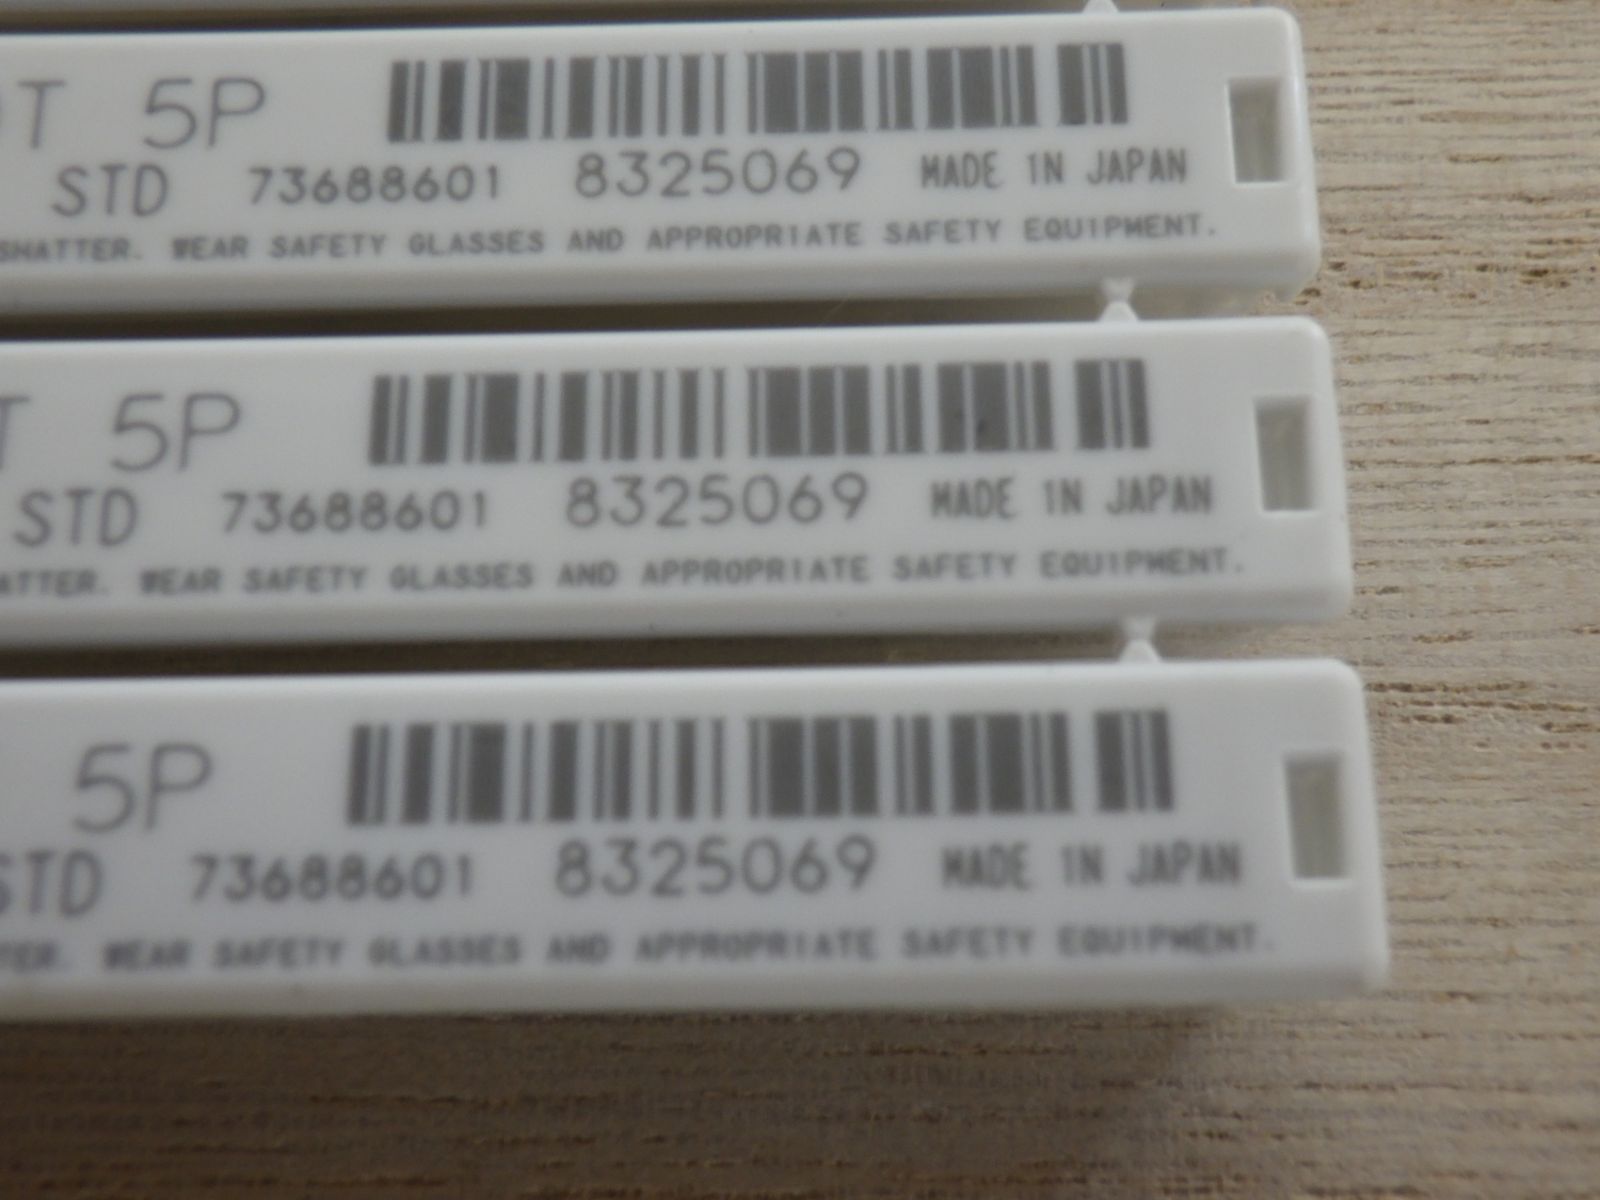 T 5P
STD 73688601 8325069 MADE IN JAPAN
SHATTER. WEAR SAFETY GLASSES AND APPROPRIATE SAFETY EQUIPMENT.
T 5P
STD 73688601 8325069 MADE IN JAPAN
ATTER. WEAR SAFETY GLASSES AND APPROPRIATE SAFETY EQUIPMENT.
5P
STD 73688601 8325069 MADE IN JAPAN
TER. WEAR SAFETY GLASSES AND APPROPRIATE SAFETY EQUIPMENT.